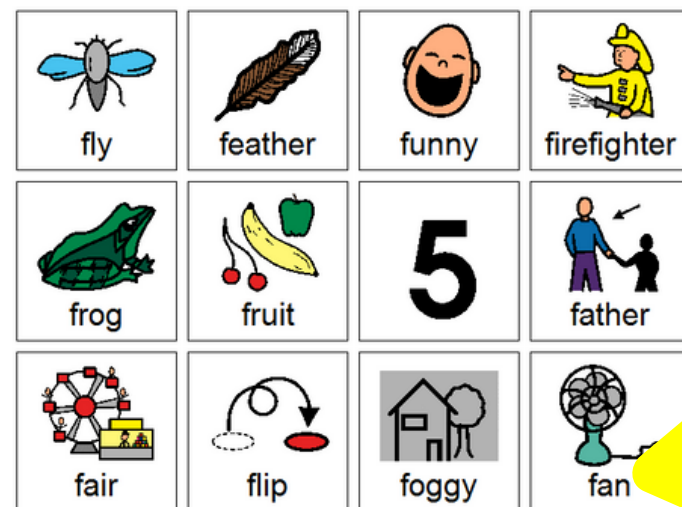 fly feather funny firefighter
frog fruit 5 father
fair flip foggy fan